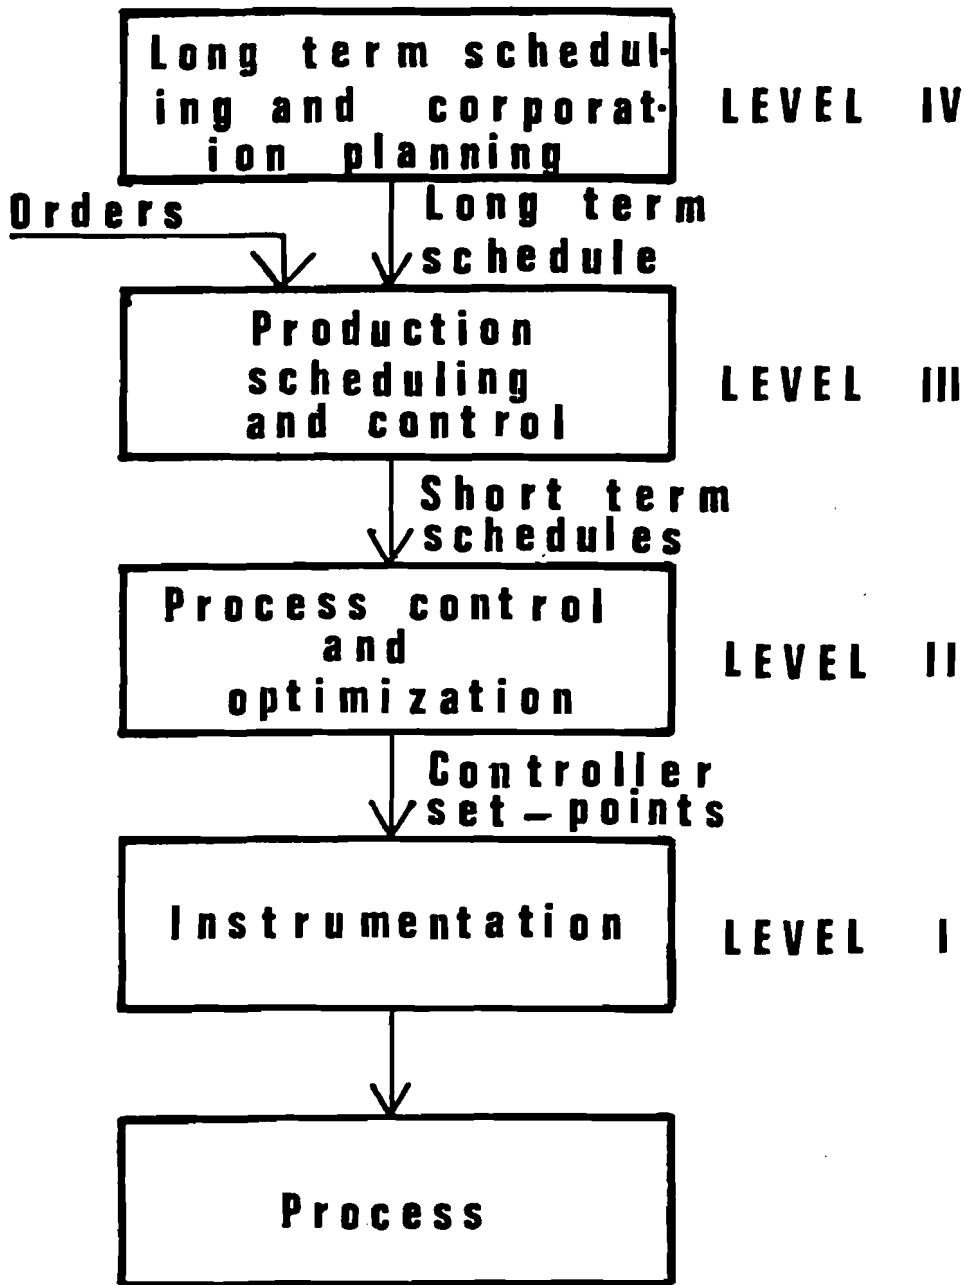 Long term schedul-
ing and corporat-
ion planning
LEVEL IV
Orders
Long term
schedule
Production
scheduling
and control
LEVEL III
Short term
schedules
Process control
and
optimization
LEVEL II
Controller
set-points
Instrumentation
LEVEL I
Process